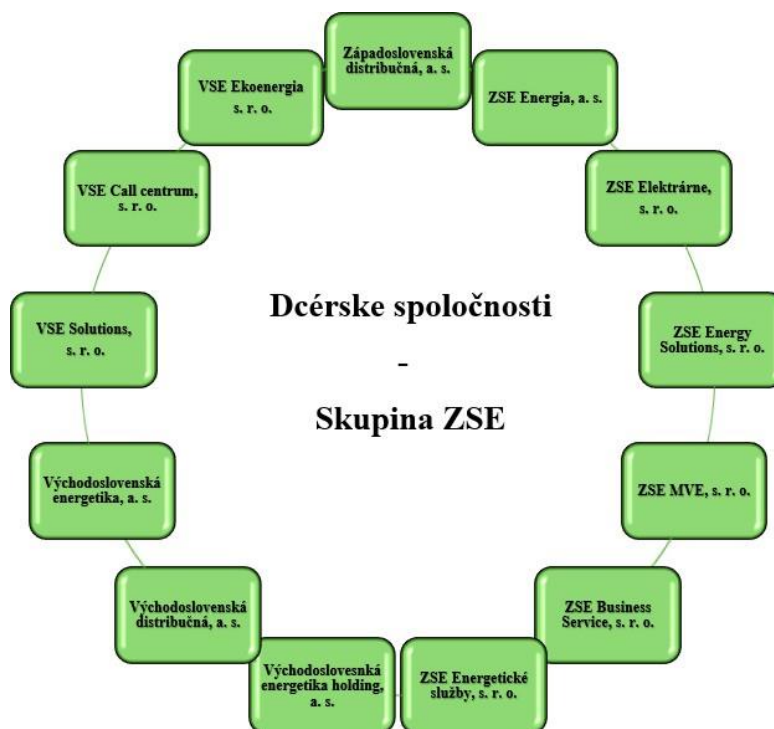 Západoslovenská
distribučná, a. s.
ZSE Energia, a. s.
ZSE Elektrárne,
s. r. o.
ZSE Energy
Solutions, s. r. o.
ZSE MVE, s. r. o.
ZSE Business
Service, s. r. o.
ZSE Energetické
služby, s. r. o.
Východoslovesnká
energetika holding,
a. s.
Východoslovenská
distribučná, a. s.
Východoslovenská
energetika, a. s.
VSE Solutions,
s. r. o.
VSE Call centrum,
s. r. o.
VSE Ekoenergia
s. r. o.
Dcérske spoločnosti
-
Skupina ZSE